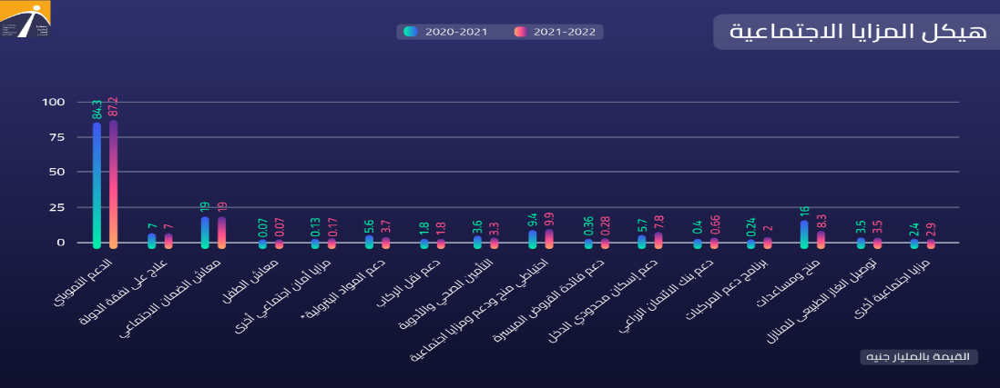 هيكل المزايا الاجتماعية
2020-2021
2021-2022
100
75
50
25
0
84.3
87.2
7
7
19
19
0.07
0.07
0.13
0.17
5.6
3.7
1.8
1.8
3.6
3.3
9.4
9.9
0.36
0.28
5.7
7.8
0.4
0.66
0.24
2
16
8.3
3.5
3.5
2.4
2.9
الدعم التمويني
علاج على نفقة الدولة
معاش الضمان الاجتماعي
معاش الطفل
مزايا أمان اجتماعي أخرى
دعم المواد البترولية*
دعم نقل الركاب
التأمين الصحي والأدوية
احتياطي منح ودعم ومزايا اجتماعية
دعم فائدة القروض الميسرة
دعم إسكان محدودي الدخل
دعم بنك الائتمان الزراعي
برنامج دعم المركبات
منح ومساعدات
توصيل الغاز الطبيعى للمنازل
مزايا اجتماعية أخرى
القيمة بالمليار جنيه